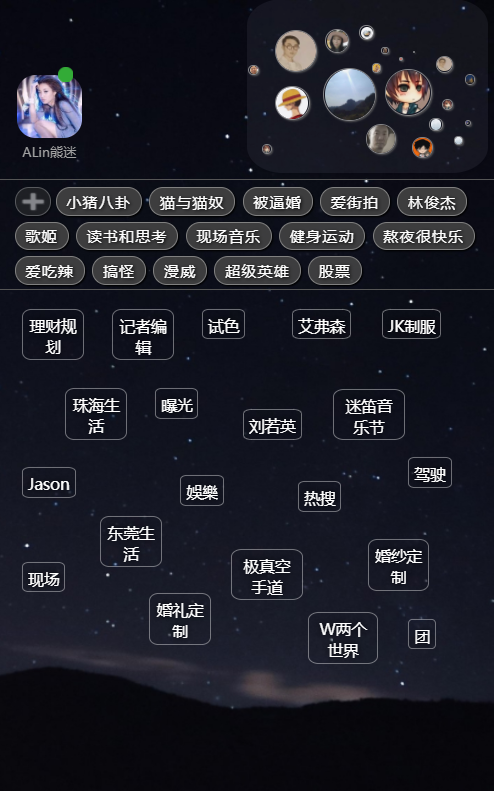 ALin熊迷
小猪八卦 猫与猫奴 被逼婚 爱街拍 林俊杰
歌姬 读书和思考 现场音乐 健身运动 熬夜很快乐
爱吃辣 搞怪 漫威 超级英雄 股票
理财规
划
记者编
辑
试色
艾弗森
JK制服
珠海生
活
曝光
刘若英
迷笛音
乐节
Jason
娱樂
热搜
驾驶
东莞生
活
现场
极真空
手道
婚纱定
制
婚礼定
制
W两个
世界
团